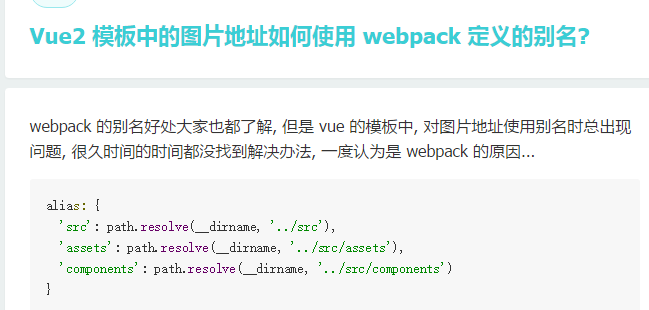 Vue2 模板中的图片地址如何使用 webpack 定义的别名?
webpack 的别名好处大家也都了解, 但是 vue 的模板中, 对图片地址使用别名时总出现
问题, 很久时间的时间都没找到解决办法, 一度认为是 webpack 的原因...
alias: {
  'src': path.resolve(__dirname, '../src'),
  'assets': path.resolve(__dirname, '../src/assets'),
  'components': path.resolve(__dirname, '../src/components')
}